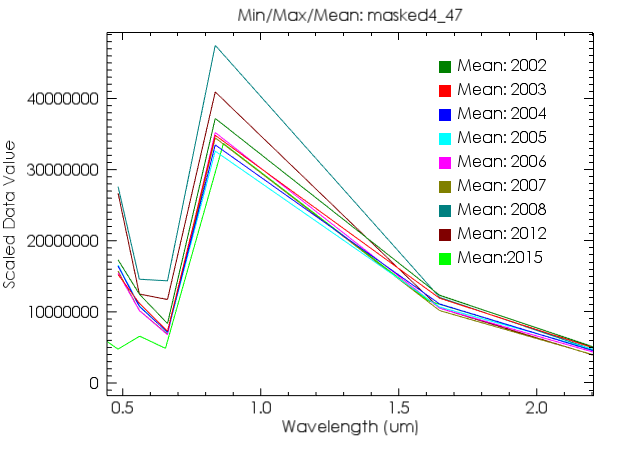 Min/Max/Mean: masked4_47
Scaled Data Value
40000000
30000000
20000000
10000000
0
Mean: 2002
Mean: 2003
Mean: 2004
Mean: 2005
Mean: 2006
Mean: 2007
Mean: 2008
Mean: 2012
Mean:2015
0.5 1.0 1.5 2.0
Wavelength (um)